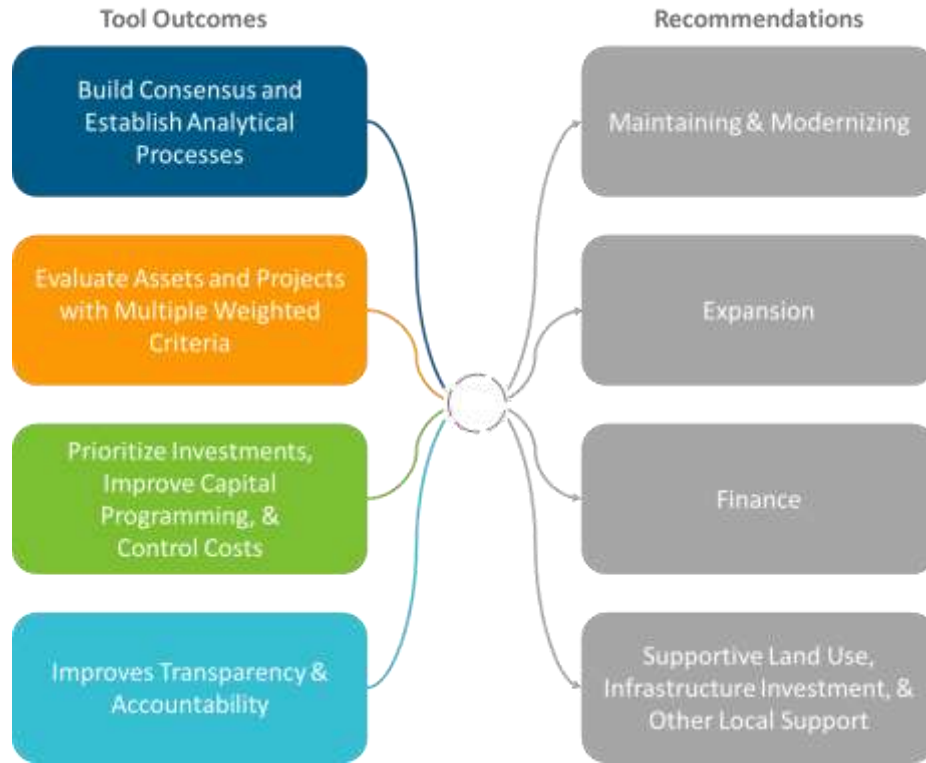 Tool Outcomes
Recommendations
Build Consensus and
Establish Analytical
Processes
Maintaining & Modernizing
Evaluate Assets and Projects
with Multiple Weighted
Criteria
Expansion
Prioritize Investments,
Improve Capital
Programming, &
Control Costs
Finance
Improves Transparency &
Accountability
Supportive Land Use,
Infrastructure Investment, &
Other Local Support